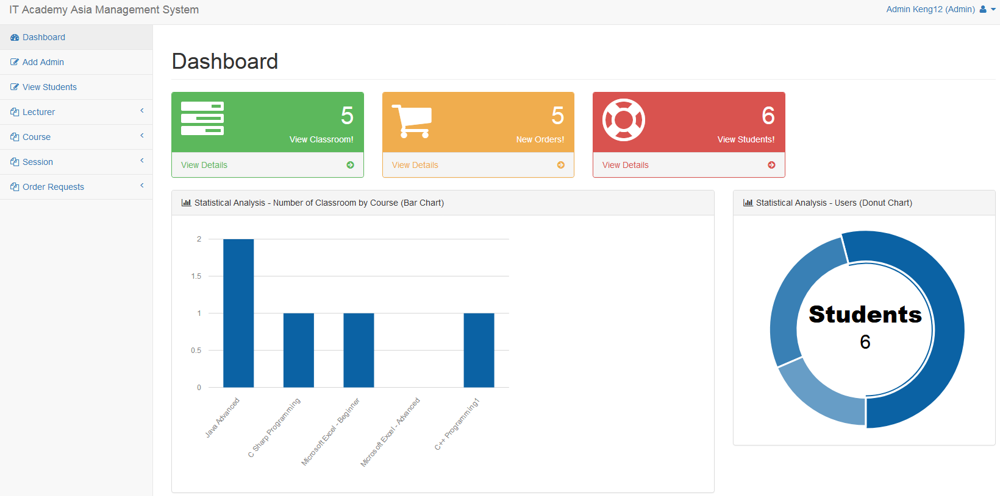 IT Academy Asia Management System
Admin Keng12 (Admin)
Dashboard
Add Admin
View Students
Lecturer
Course
Session
Order Requests
Dashboard
5
View Classroom!
View Details
5
New Orders!
View Details
6
View Students!
View Details
Statistical Analysis - Number of Classroom by Course (Bar Chart)
2
1.5
1
0.5
0
Java Advanced
C Sharp Programming
Microsoft Excel - Beginner
Microsoft Excel - Advanced
C++ Programming1
Statistical Analysis - Users (Donut Chart)
Students
6